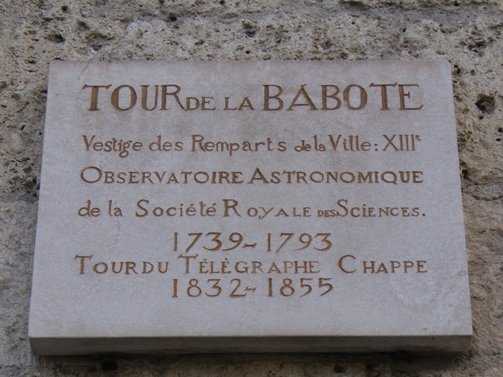 TOUR DE LA BABOTE
Vestige des Remparts de la Ville: XIIIe
OBSERVATOIRE ASTRONOMIQUE
de la Société ROYALE DES SCIENCES.
1739-1793
TOUR DU TÉLÈGRAPHE CHAPPE
1832-1855